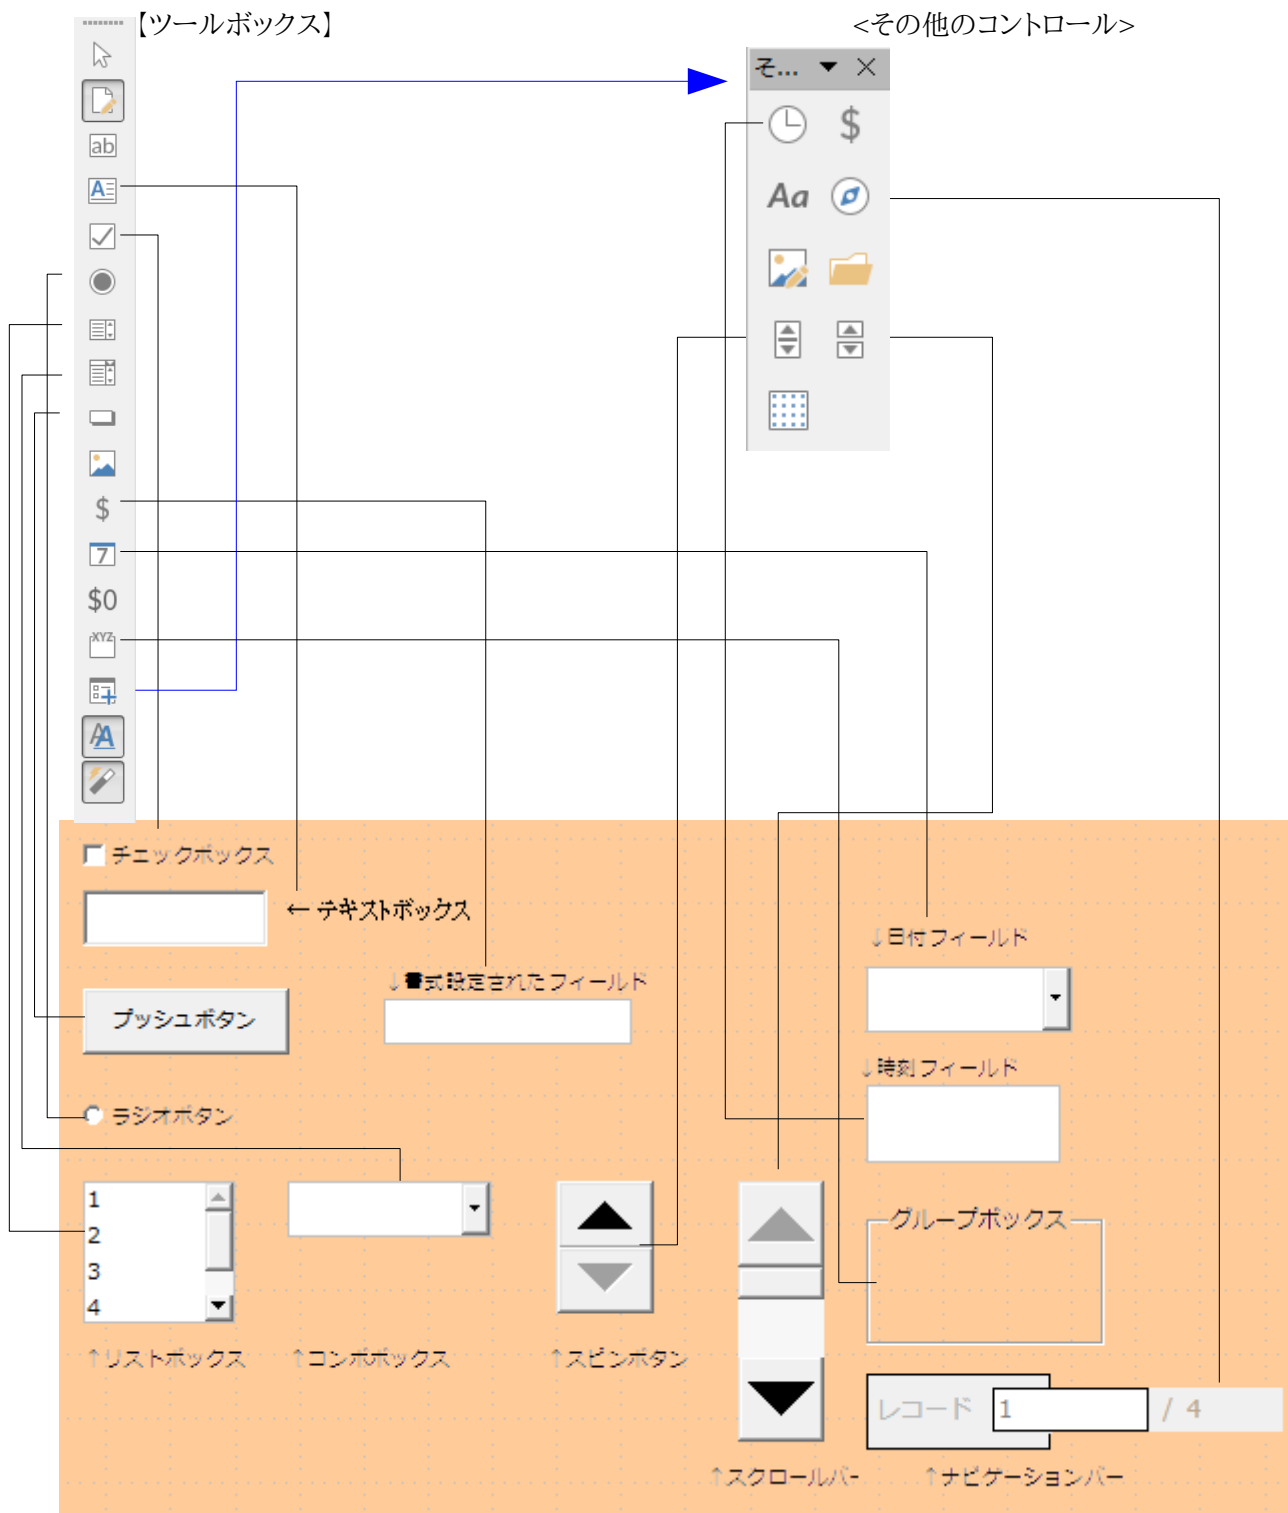 【ツールボックス】
<その他のコントロール>
そ...
$
ab
Aa
A
$
7
$0
XYZ
AA
チェックボックス
← テキストボックス
↓日付フィールド
↓書式設定されたフィールド
プッシュボタン
↓時刻フィールド
ラジオボタン
1
2
3
4
グループボックス
↑リストボックス
↑コンボボックス
↑スピンボタン
レコード 1 / 4
↑スクロールバー
↑ナビゲーションバー